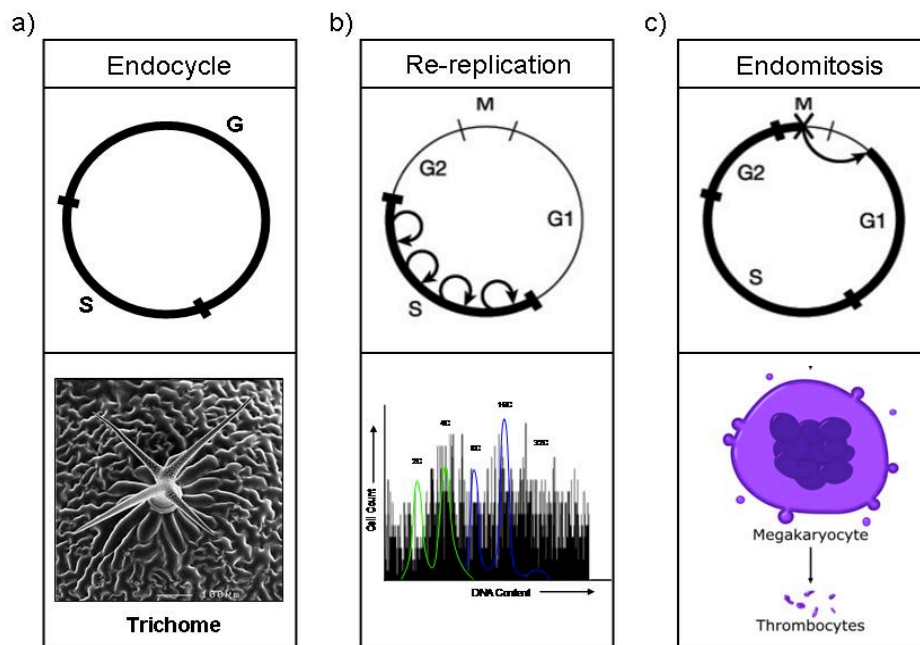 a)
Endocycle
G
S
Trichome
100µm
b)
Re-replication
M
G2
G1
S
2C
4C
8C
16C
32C
Cell Count
DNA Content
c)
Endomitosis
M
G2
G1
S
Megakaryocyte
Thrombocytes